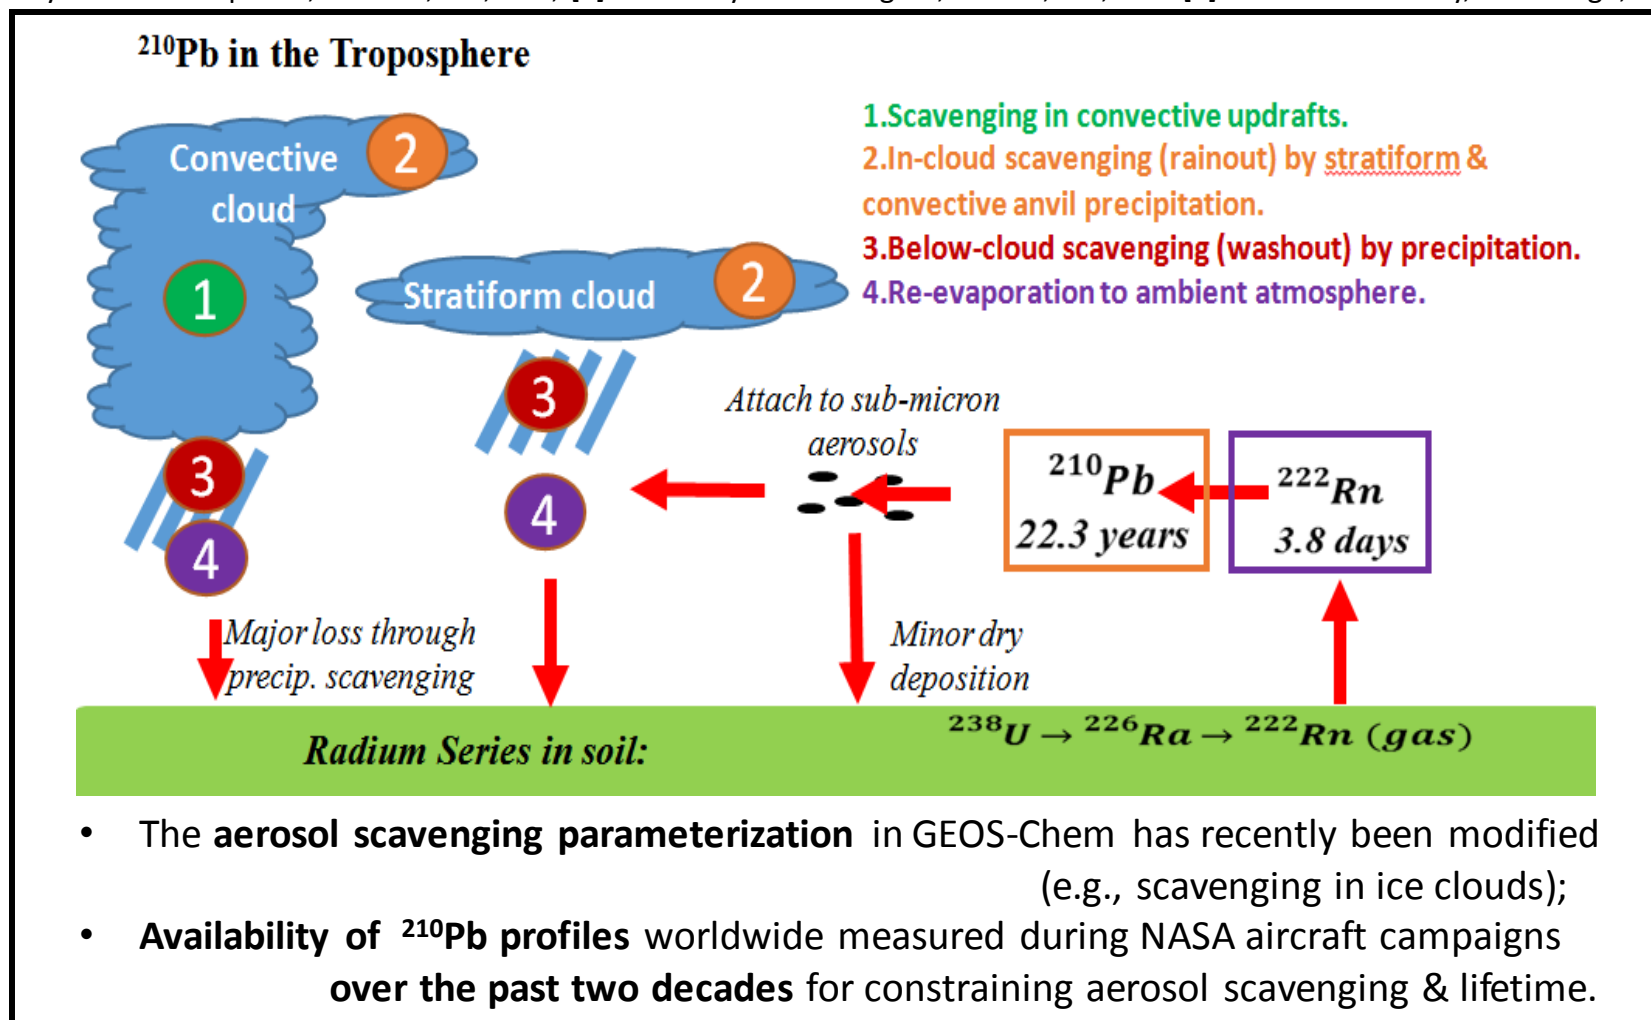 ²¹⁰Pb in the Troposphere
Convective
cloud
2
1
3
4
Stratiform cloud
2
3
4
1.Scavenging in convective updrafts.
2.In-cloud scavenging (rainout) by stratiform &
convective anvil precipitation.
3.Below-cloud scavenging (washout) by precipitation.
4.Re-evaporation to ambient atmosphere.
Attach to sub-micron
aerosols
²¹⁰Pb
22.3 years
²²²Rn
3.8 days
Major loss through
precip. scavenging
Minor dry
deposition
Radium Series in soil:
²³⁸U → ²²⁶Ra → ²²²Rn (gas)
• The aerosol scavenging parameterization in GEOS-Chem has recently been modified
(e.g., scavenging in ice clouds);
• Availability of ²¹⁰Pb profiles worldwide measured during NASA aircraft campaigns
over the past two decades for constraining aerosol scavenging & lifetime.